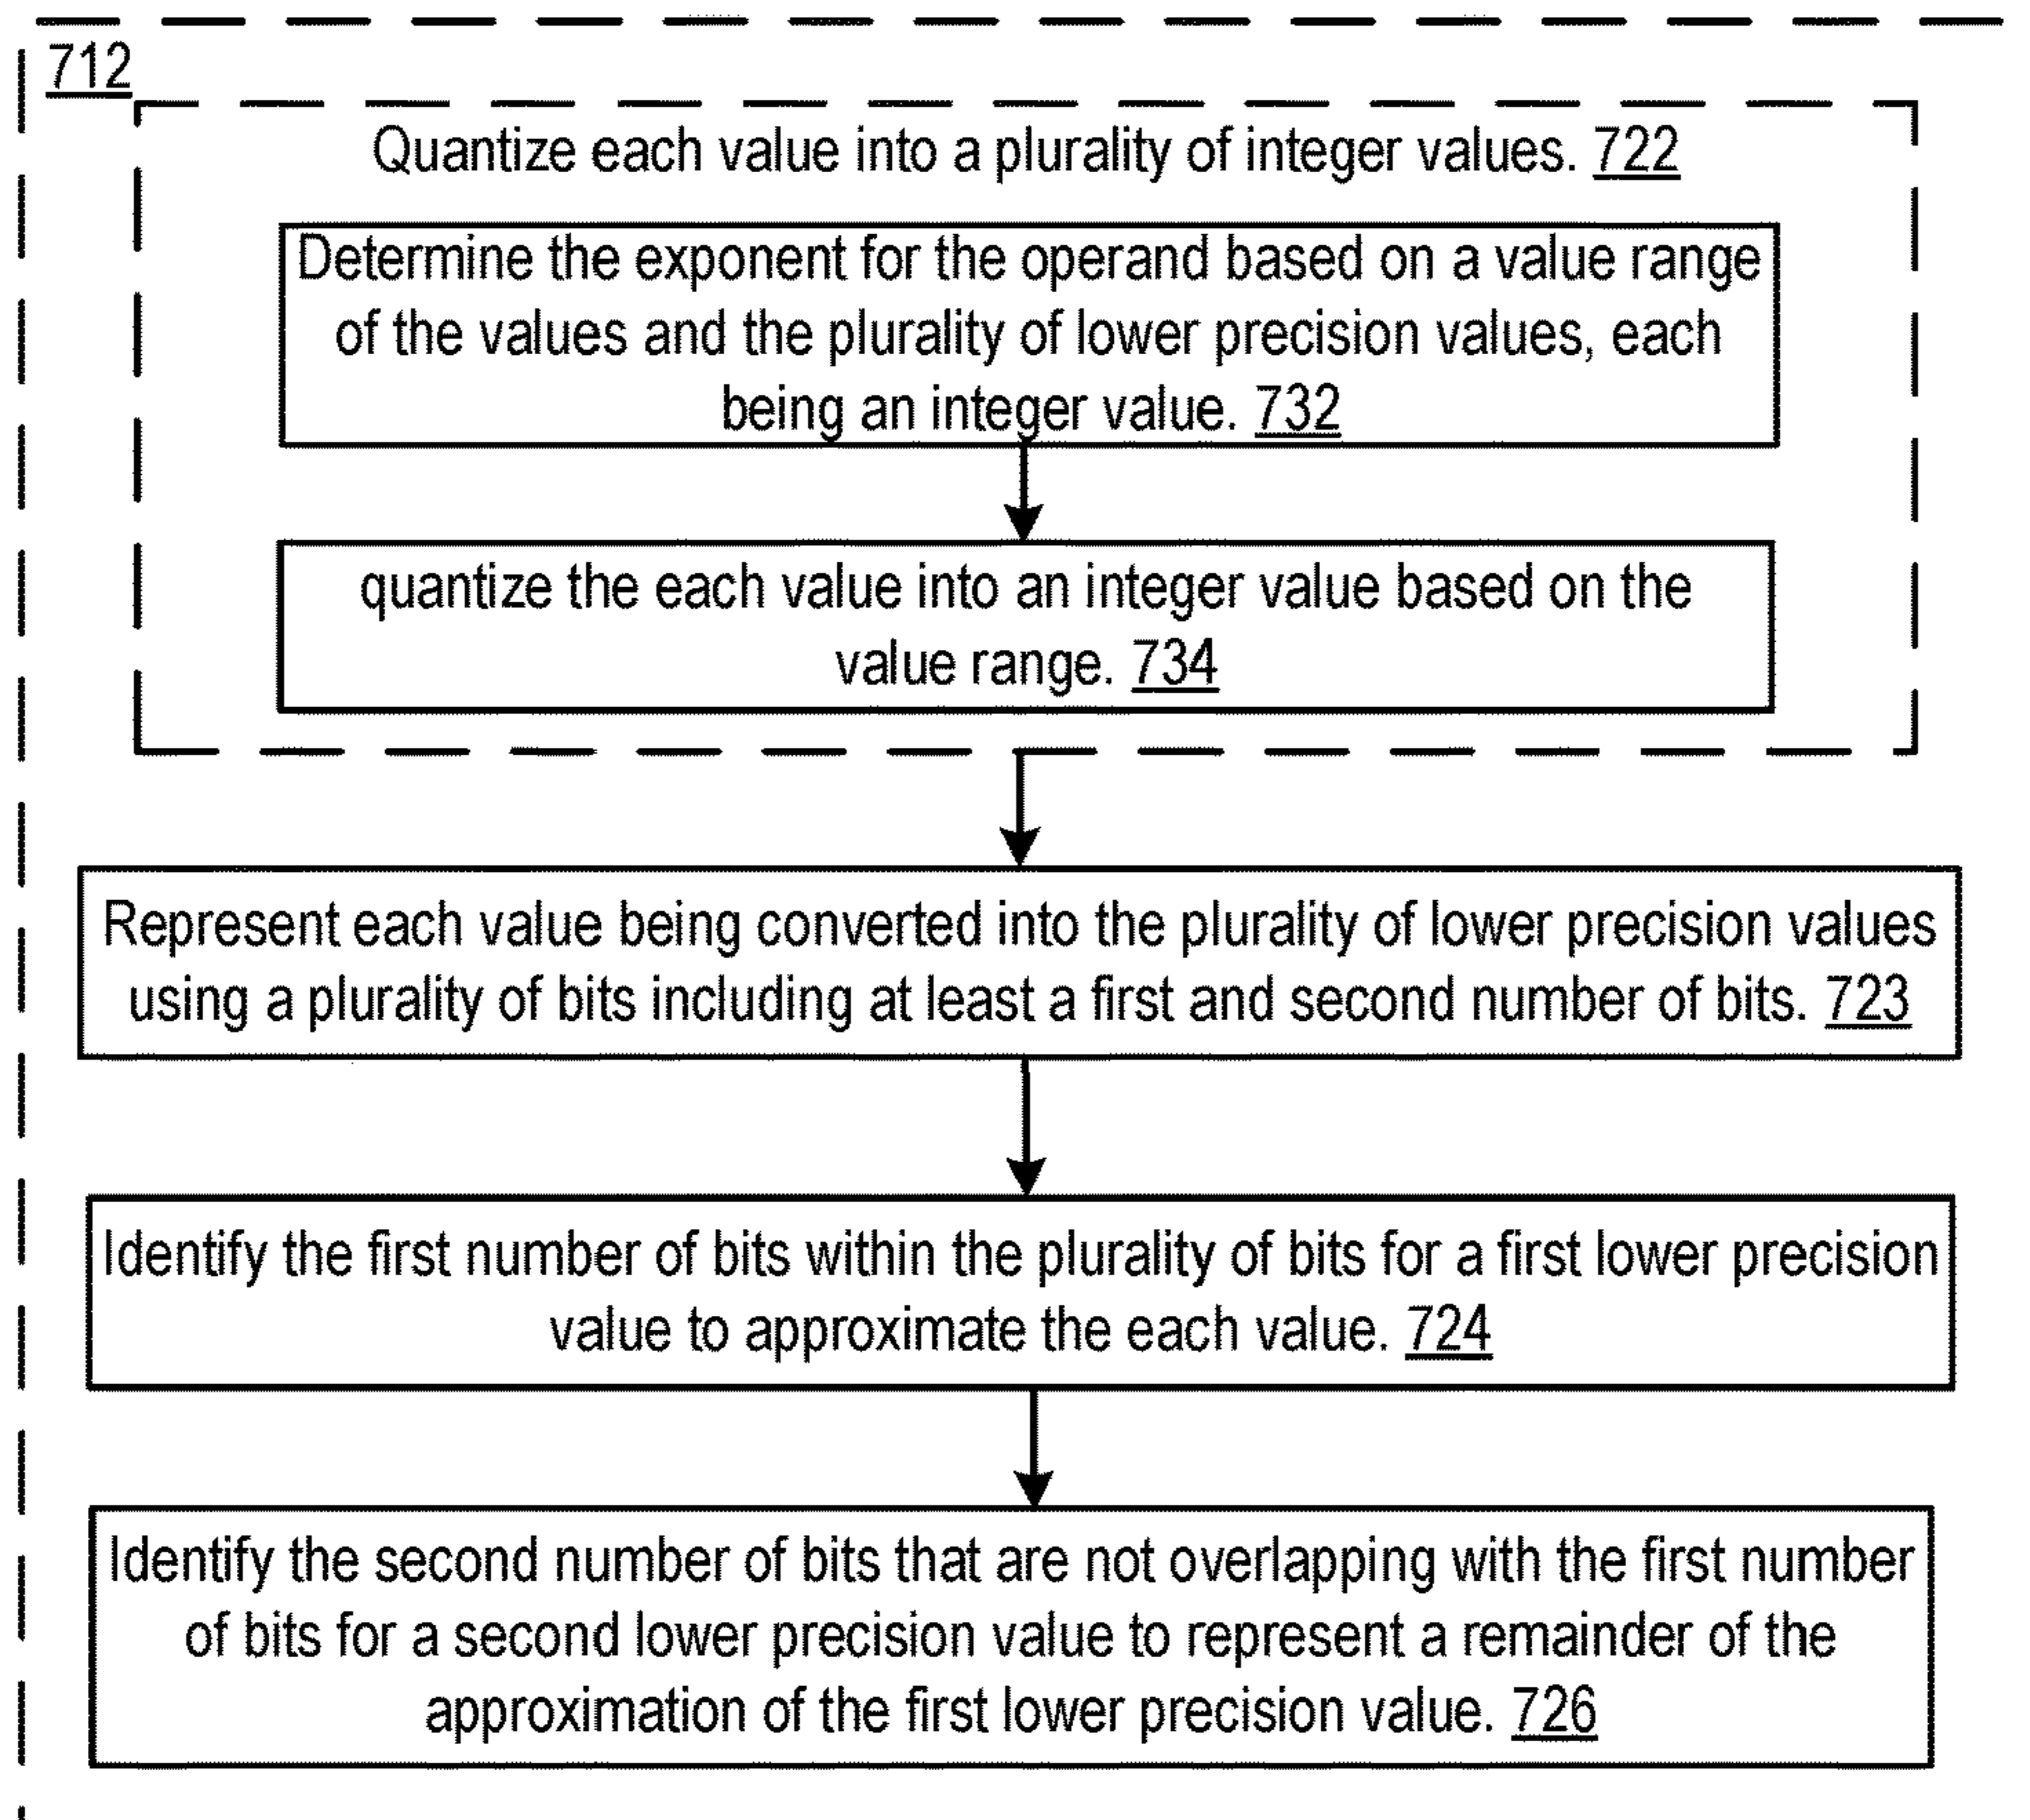 712
Quantize each value into a plurality of integer values. 722
Determine the exponent for the operand based on a value range
of the values and the plurality of lower precision values, each
being an integer value. 732
quantize the each value into an integer value based on the
value range. 734
Represent each value being converted into the plurality of lower precision values
using a plurality of bits including at least a first and second number of bits. 723
Identify the first number of bits within the plurality of bits for a first lower precision
value to approximate the each value. 724
Identify the second number of bits that are not overlapping with the first number
of bits for a second lower precision value to represent a remainder of the
approximation of the first lower precision value. 726